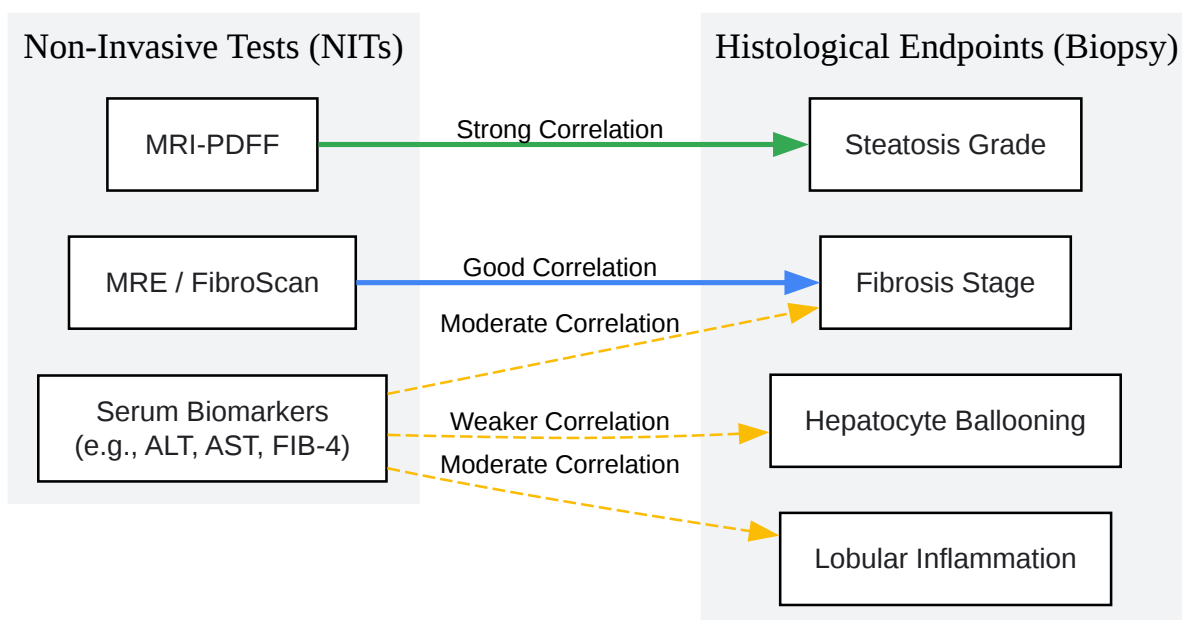 Non-Invasive Tests (NITs)
Histological Endpoints (Biopsy)
MRI-PDFF
Strong Correlation
Steatosis Grade
MRE / FibroScan
Good Correlation
Fibrosis Stage
Moderate Correlation
Serum Biomarkers
(e.g., ALT, AST, FIB-4)
Weaker Correlation
Hepatocyte Ballooning
Moderate Correlation
Lobular Inflammation